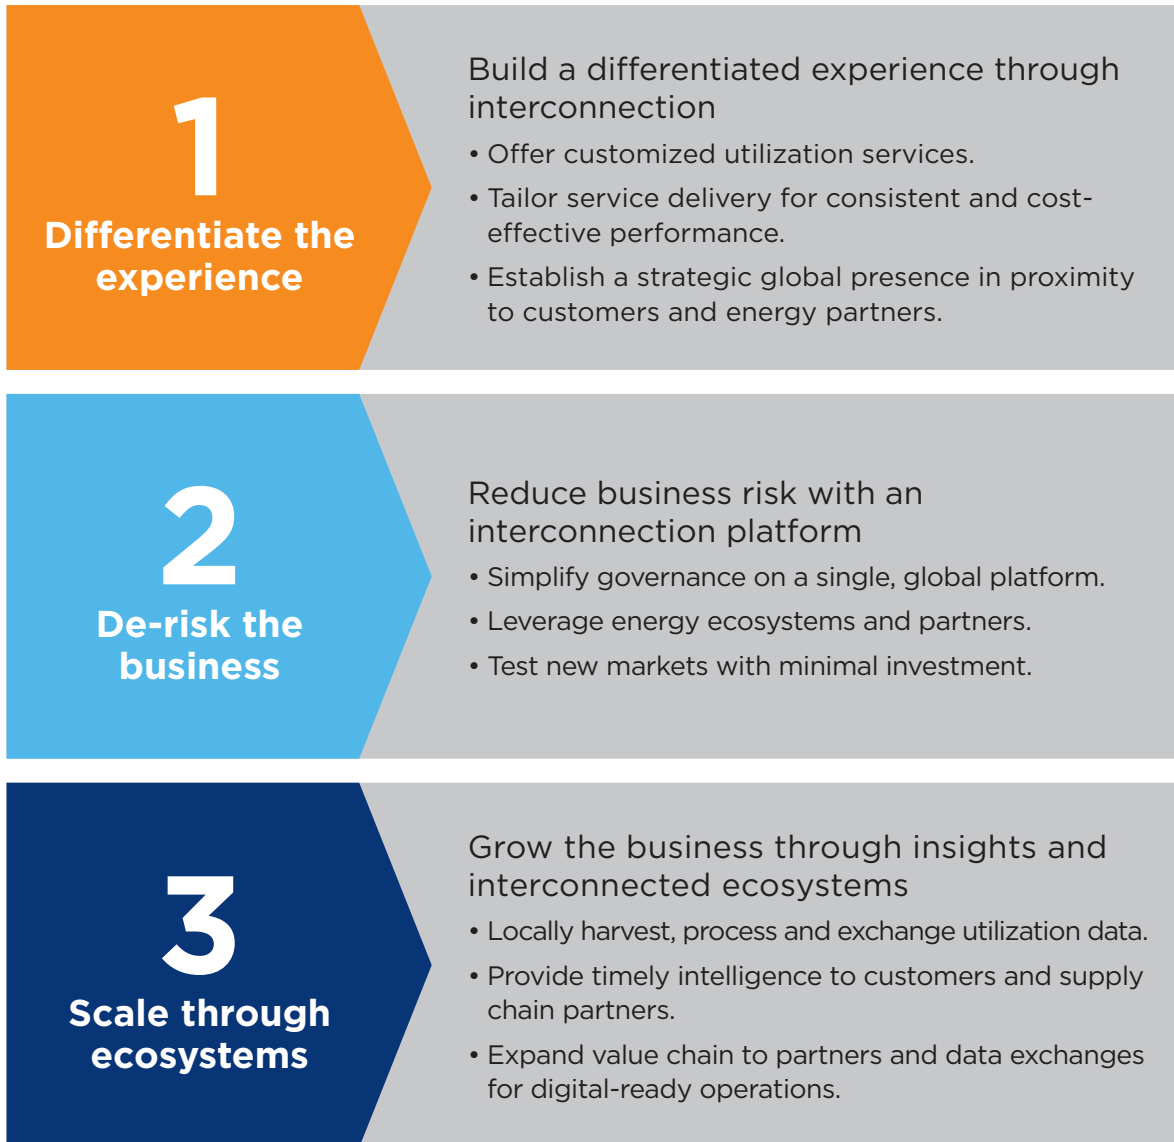 1
Differentiate the
experience
Build a differentiated experience through
interconnection
• Offer customized utilization services.
• Tailor service delivery for consistent and cost-
effective performance.
• Establish a strategic global presence in proximity
to customers and energy partners.
2
De-risk the
business
Reduce business risk with an
interconnection platform
• Simplify governance on a single, global platform.
• Leverage energy ecosystems and partners.
• Test new markets with minimal investment.
3
Scale through
ecosystems
Grow the business through insights and
interconnected ecosystems
• Locally harvest, process and exchange utilization data.
• Provide timely intelligence to customers and supply
chain partners.
• Expand value chain to partners and data exchanges
for digital-ready operations.